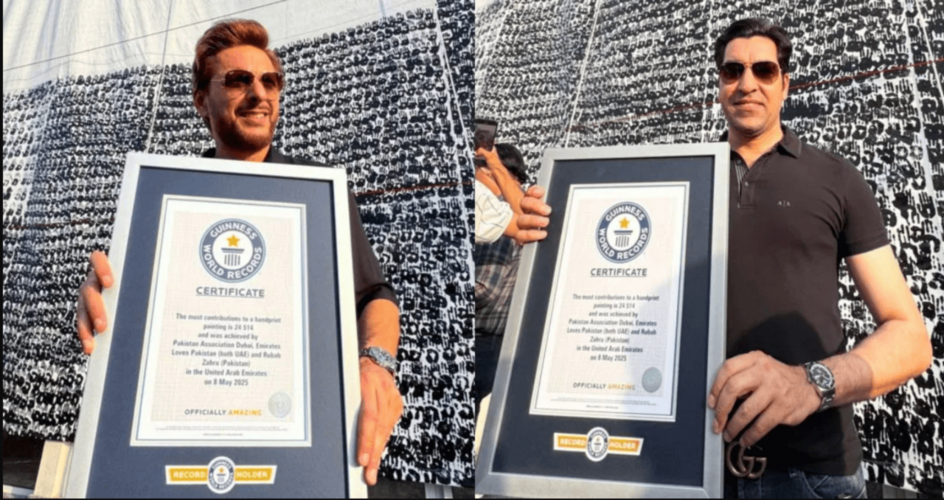 GUINNESS
WORLD RECORDS
CERTIFICATE
The most contributions to a handprint
painting is 24 514
and was achieved by
Pakistan Association Dubai, Emirates
Loves Pakistan (both UAE) and Rubab
Zahra (Pakistan)
in the United Arab Emirates
on 8 May 2025
OFFICIALLY AMAZING
RECORD HOLDER
GUINNESS
WORLD RECORDS
CERTIFICATE
The most contributions to a handprint
painting is 24 514
and was achieved by
Pakistan Association Dubai, Emirates
Loves Pakistan (both UAE) and Rubab
Zahra (Pakistan)
in the United Arab Emirates
on 8 May 2025
OFFICIALLY AMAZING
RECORD HOLDER